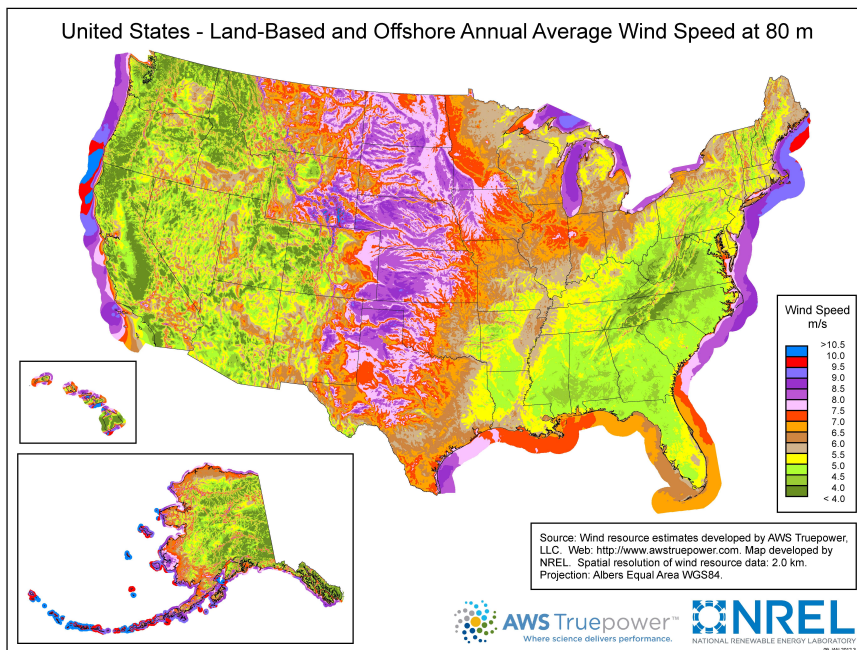 United States - Land-Based and Offshore Annual Average Wind Speed at 80 m
Wind Speed
m/s
>10.5
10.0
9.5
9.0
8.5
8.0
7.5
7.0
6.5
6.0
5.5
5.0
4.5
4.0
< 4.0
Source: Wind resource estimates developed by AWS Truepower,
LLC. Web: http://www.awstruepower.com. Map developed by
NREL. Spatial resolution of wind resource data: 2.0 km.
Projection: Albers Equal Area WGS84.
AWS Truepower™
Where science delivers performance.
NREL
NATIONAL RENEWABLE ENERGY LABORATORY